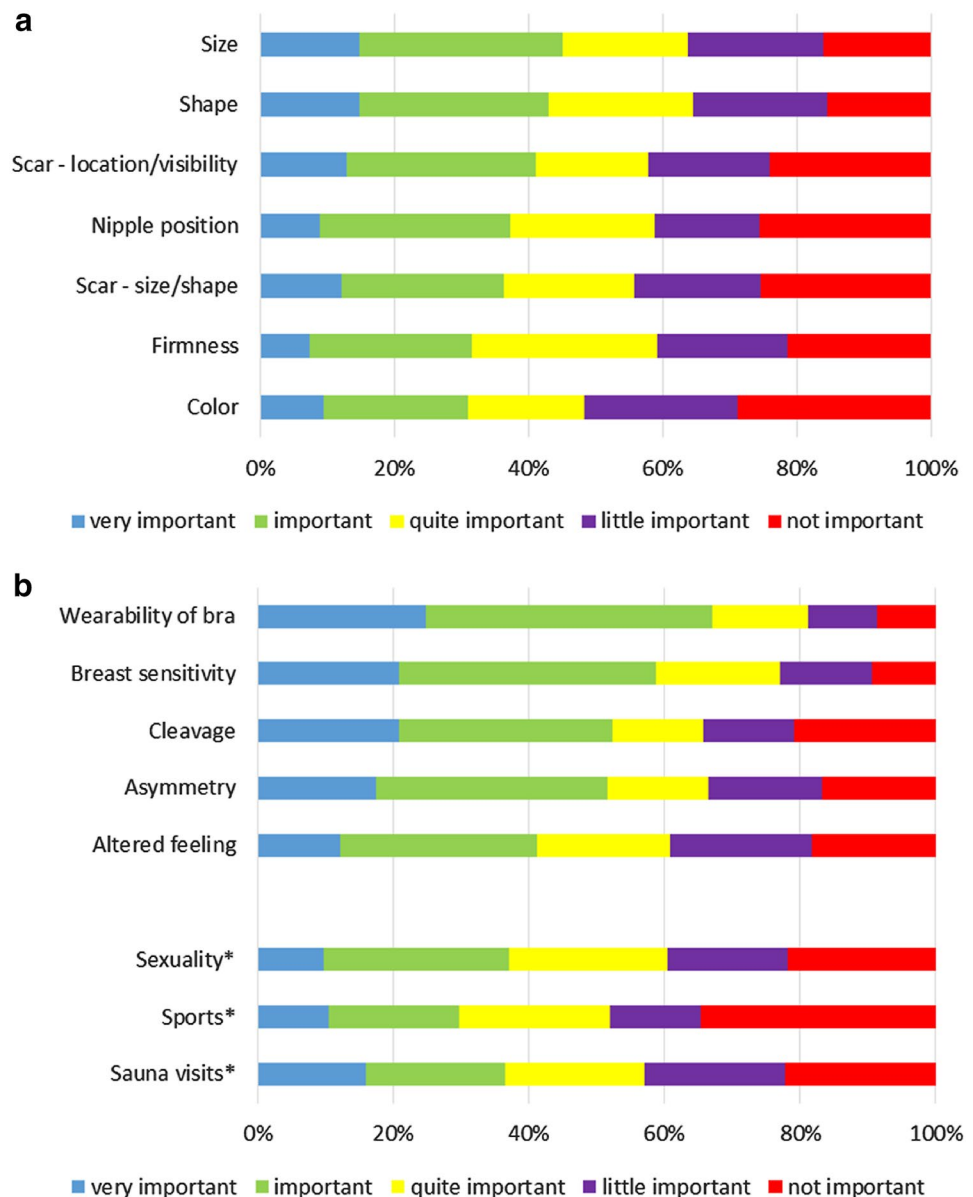 a
Size
Shape
Scar - location/visibility
Nipple position
Scar - size/shape
Firmness
Color
0% 20% 40% 60% 80% 100%
very important important quite important little important not important
b
Wearability of bra
Breast sensitivity
Cleavage
Asymmetry
Altered feeling
Sexuality*
Sports*
Sauna visits*
0% 20% 40% 60% 80% 100%
very important important quite important little important not important